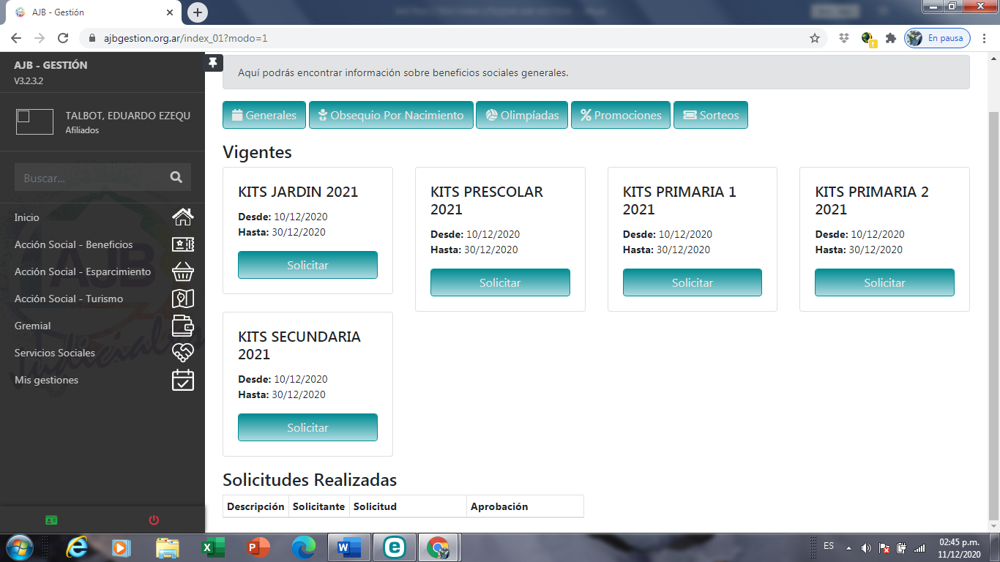 AJB - Gestión
ajbgestion.org.ar/index_01?modo=1
En pausa
AJB - GESTIÓN
V3.2.3.2
TALBOT, EDUARDO EZEQU
Afiliados
Buscar...
Inicio
Acción Social - Beneficios
Acción Social - Esparcimiento
Acción Social - Turismo
Gremial
Servicios Sociales
Mis gestiones
AJB
Judiciales
Aquí podrás encontrar información sobre beneficios sociales generales.
Generales
Obsequio Por Nacimiento
Olimpíadas
Promociones
Sorteos
Vigentes
KITS JARDIN 2021
Desde: 10/12/2020
Hasta: 30/12/2020
Solicitar
KITS PRESCOLAR
2021
Desde: 10/12/2020
Hasta: 30/12/2020
Solicitar
KITS PRIMARIA 1
2021
Desde: 10/12/2020
Hasta: 30/12/2020
Solicitar
KITS PRIMARIA 2
2021
Desde: 10/12/2020
Hasta: 30/12/2020
Solicitar
KITS SECUNDARIA
2021
Desde: 10/12/2020
Hasta: 30/12/2020
Solicitar
Solicitudes Realizadas
Descripción Solicitante Solicitud Aprobación
ES
02:45 p.m.
11/12/2020